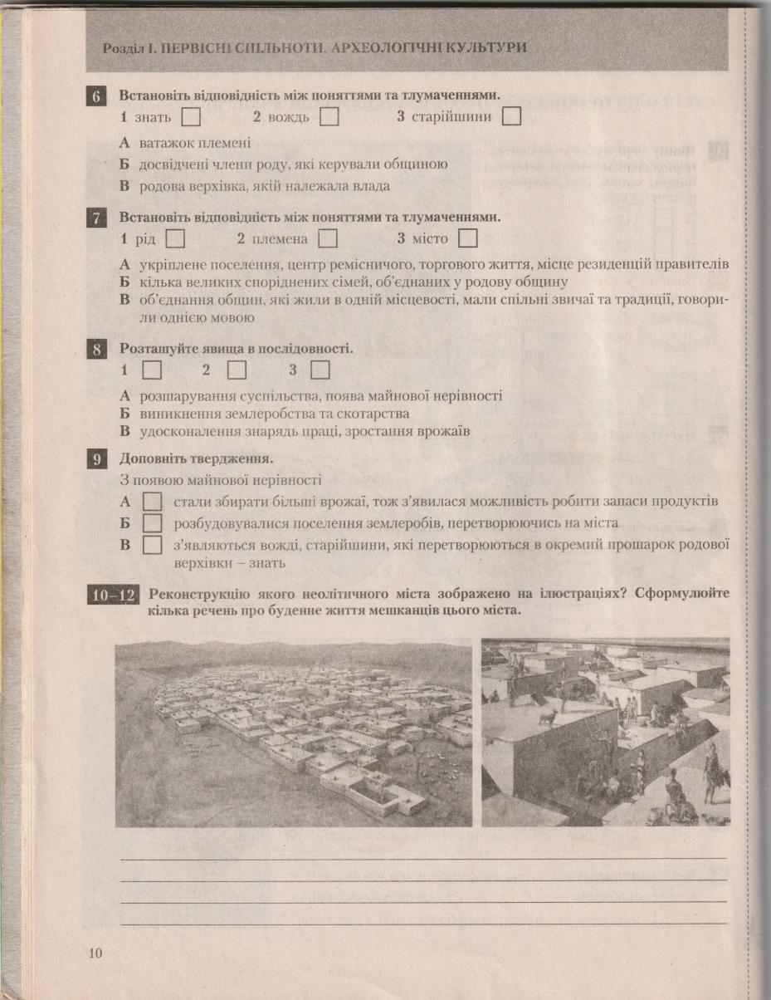 Розділ І. ПЕРВІСНІ СПІЛЬНОТИ. АРХЕОЛОГІЧНІ КУЛЬТУРИ
6 Встановіть відповідність між поняттями та тлумаченнями.
1 знать 2 вождь 3 старійшини
А ватажок племені
Б досвідчені члени роду, які керували общиною
В родова верхівка, якій належала влада
7 Встановіть відповідність між поняттями та тлумаченнями.
1 рід 2 племена 3 місто
А укріплене поселення, центр ремісничого, торгового життя, місце резиденцій правителів
Б кілька великих споріднених сімей, об’єднаних у родову общину
В об’єднання общин, які жили в одній місцевості, мали спільні звичаї та традиції, говори-
ли однією мовою
8 Розташуйте явища в послідовності.
1 2 3
А розшарування суспільства, поява майнової нерівності
Б виникнення землеробства та скотарства
В удосконалення знарядь праці, зростання врожаїв
9 Доповніть твердження.
З появою майнової нерівності
А стали збирати більші врожаї, тож з’явилася можливість робити запаси продуктів
Б розбудовувалися поселення землеробів, перетворюючись на міста
В з’являються вожді, старійшини, які перетворюються в окремий прошарок родової
верхівки – знать
10–12 Реконструкцію якого неолітичного міста зображено на ілюстраціях? Сформулюйте
кілька речень про буденне життя мешканців цього міста.
10